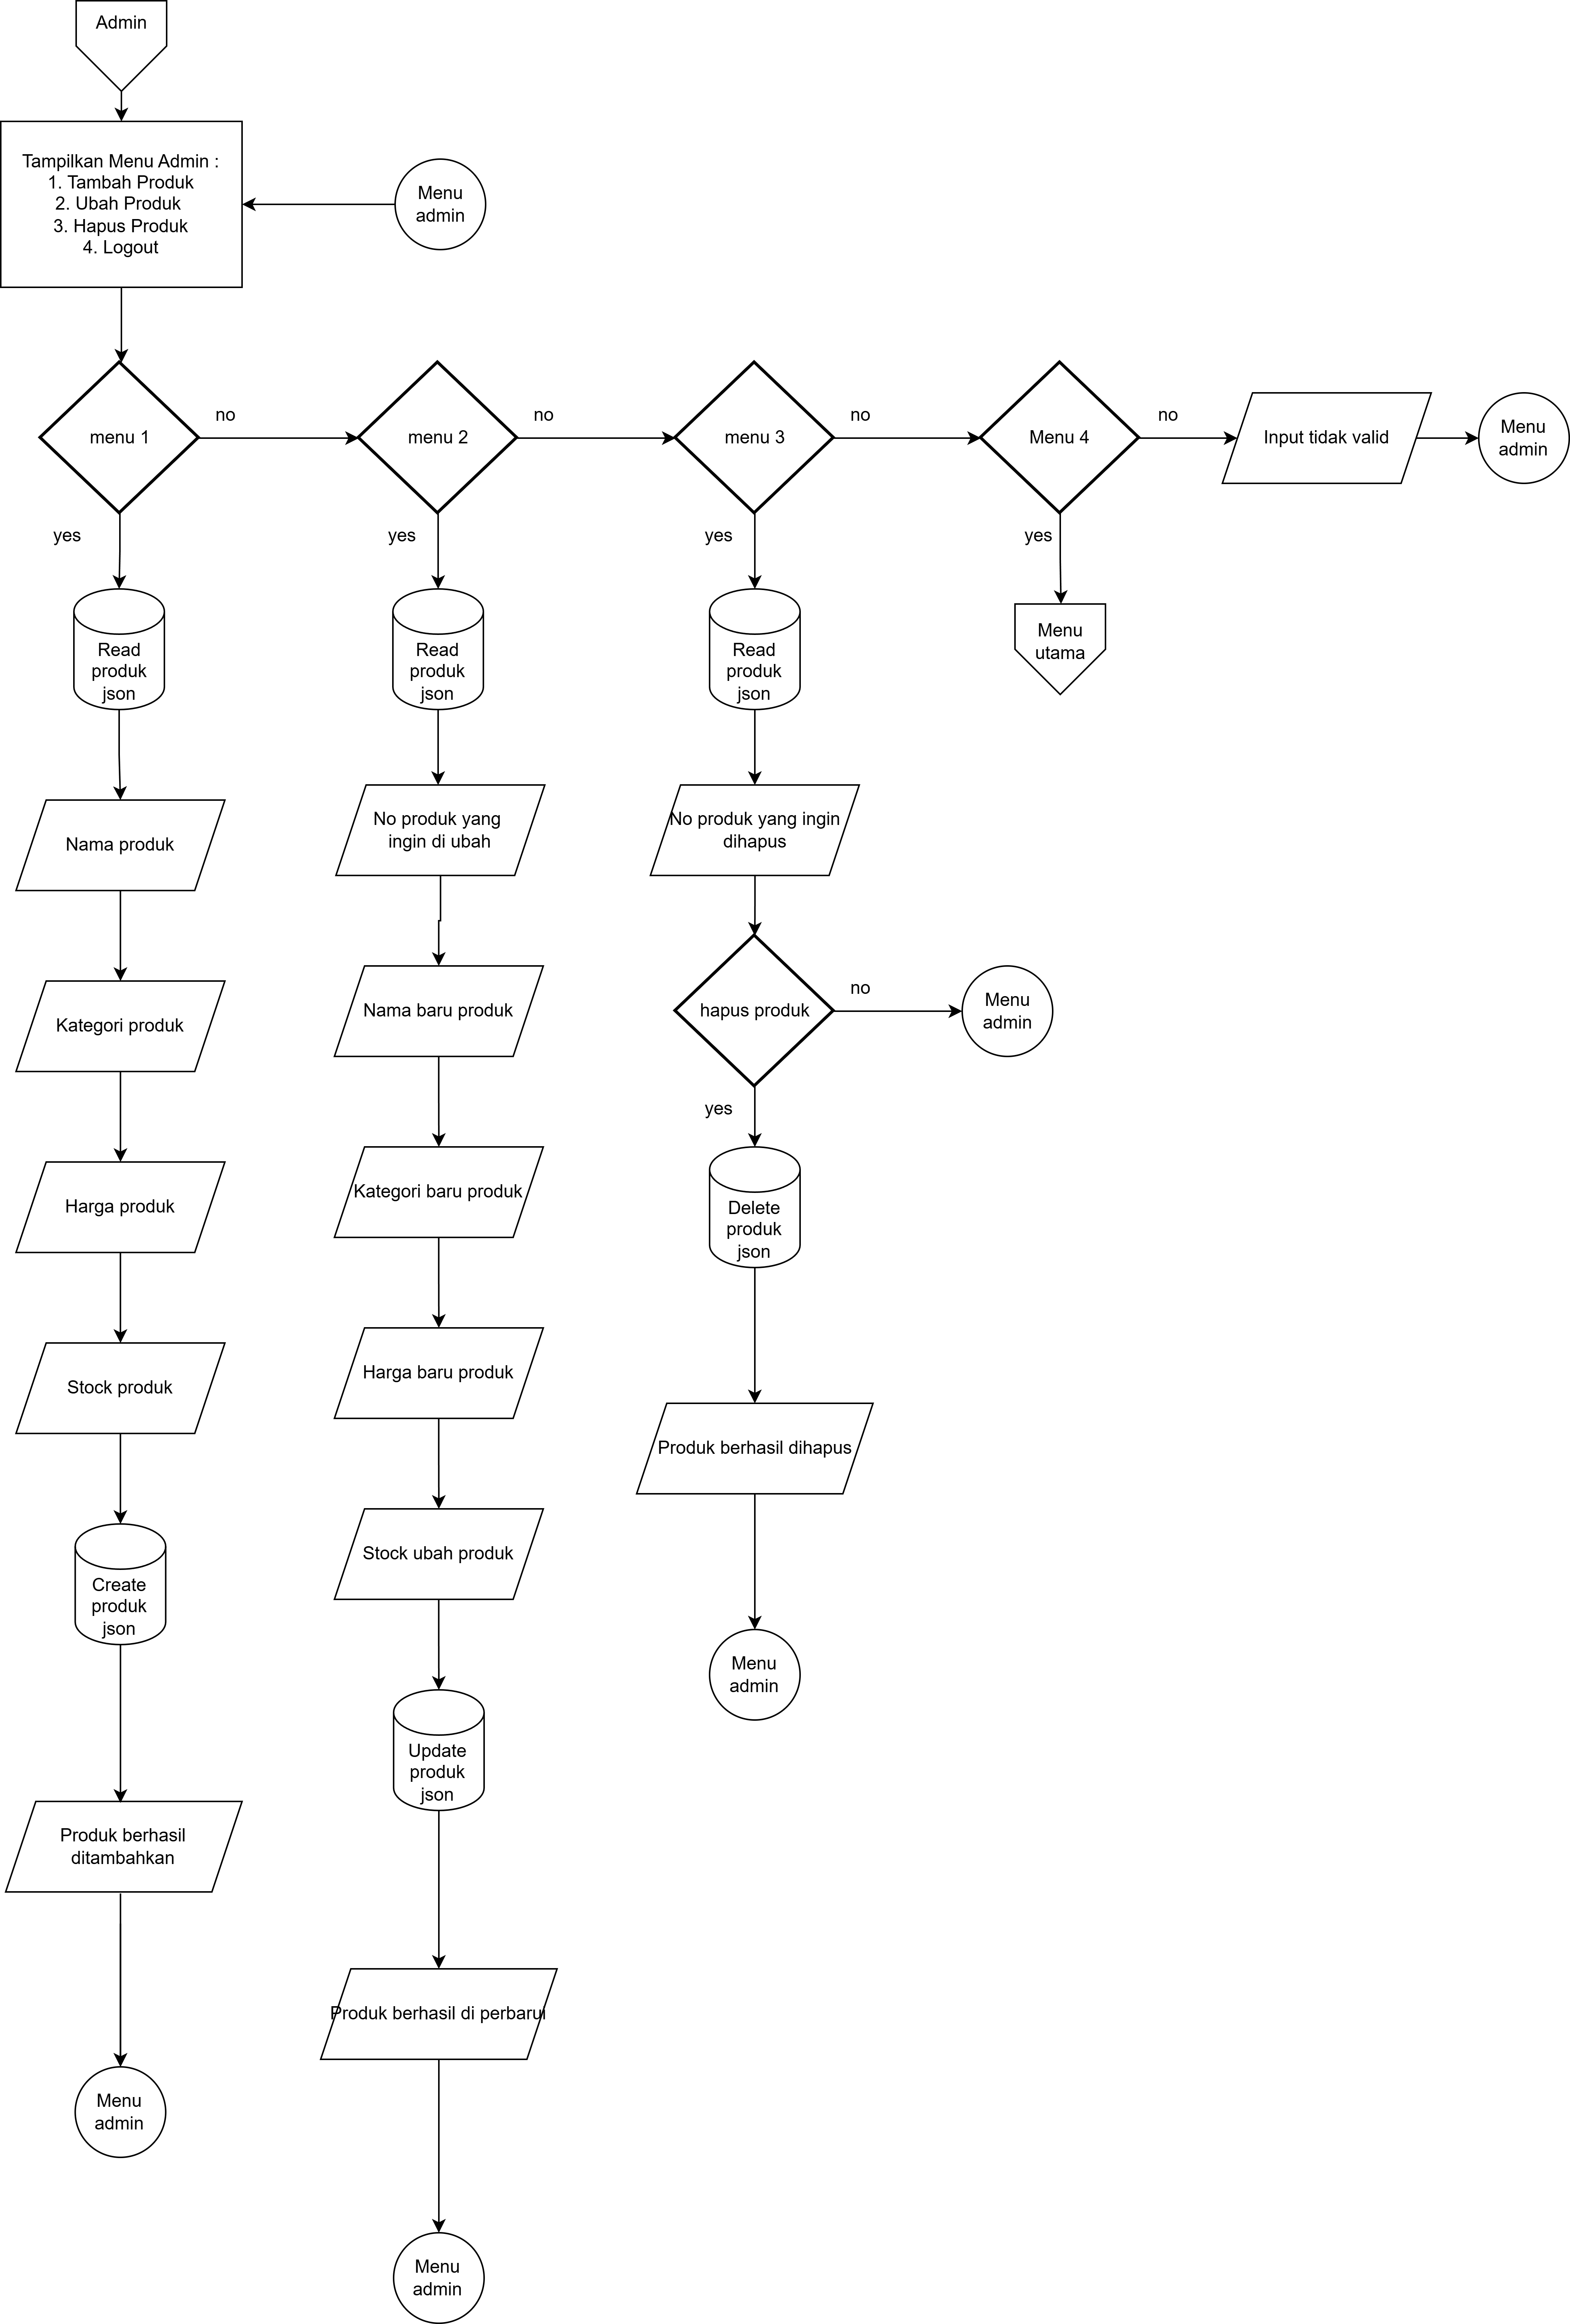 Admin
Tampilkan Menu Admin :
1. Tambah Produk
2. Ubah Produk
3. Hapus Produk
4. Logout
Menu
admin
menu 1
no
menu 2
no
menu 3
no
Menu 4
no
Input tidak valid
Menu
admin
yes
yes
yes
yes
Read
produk
json
Read
produk
json
Read
produk
json
Menu
utama
Nama produk
No produk yang
ingin di ubah
No produk yang ingin
dihapus
Kategori produk
Nama baru produk
hapus produk
no
Menu
admin
yes
Harga produk
Kategori baru produk
Delete
produk
json
Stock produk
Harga baru produk
Produk berhasil dihapus
Create
produk
json
Stock ubah produk
Menu
admin
Update
produk
json
Produk berhasil
ditambahkan
Produk berhasil di perbarui
Menu
admin
Menu
admin